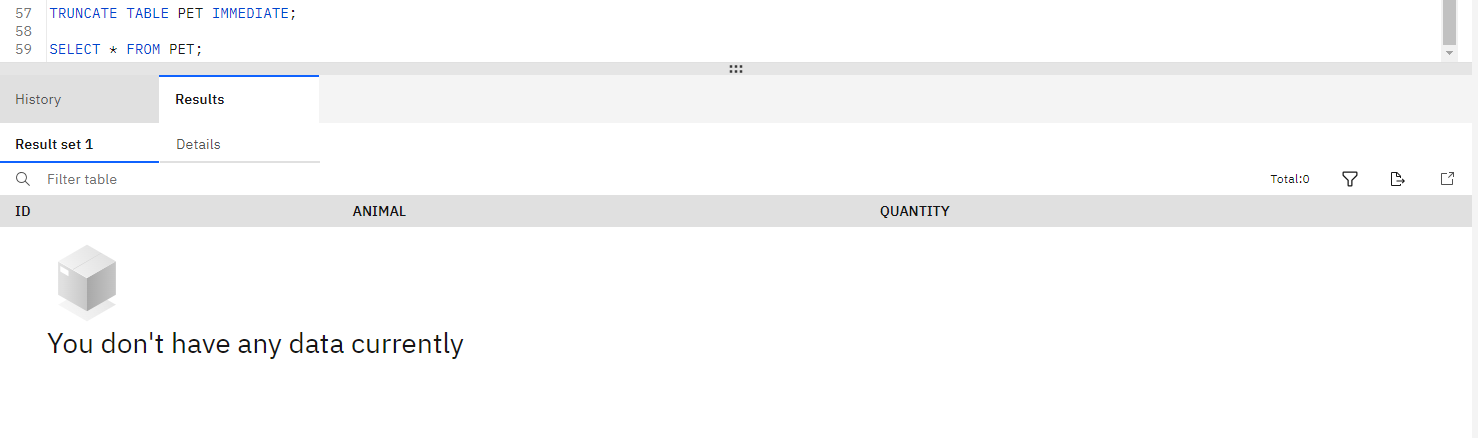 57 TRUNCATE TABLE PET IMMEDIATE;
58
59 SELECT * FROM PET;
History Results
Result set 1 Details
Filter table Total:0
ID ANIMAL QUANTITY
You don't have any data currently